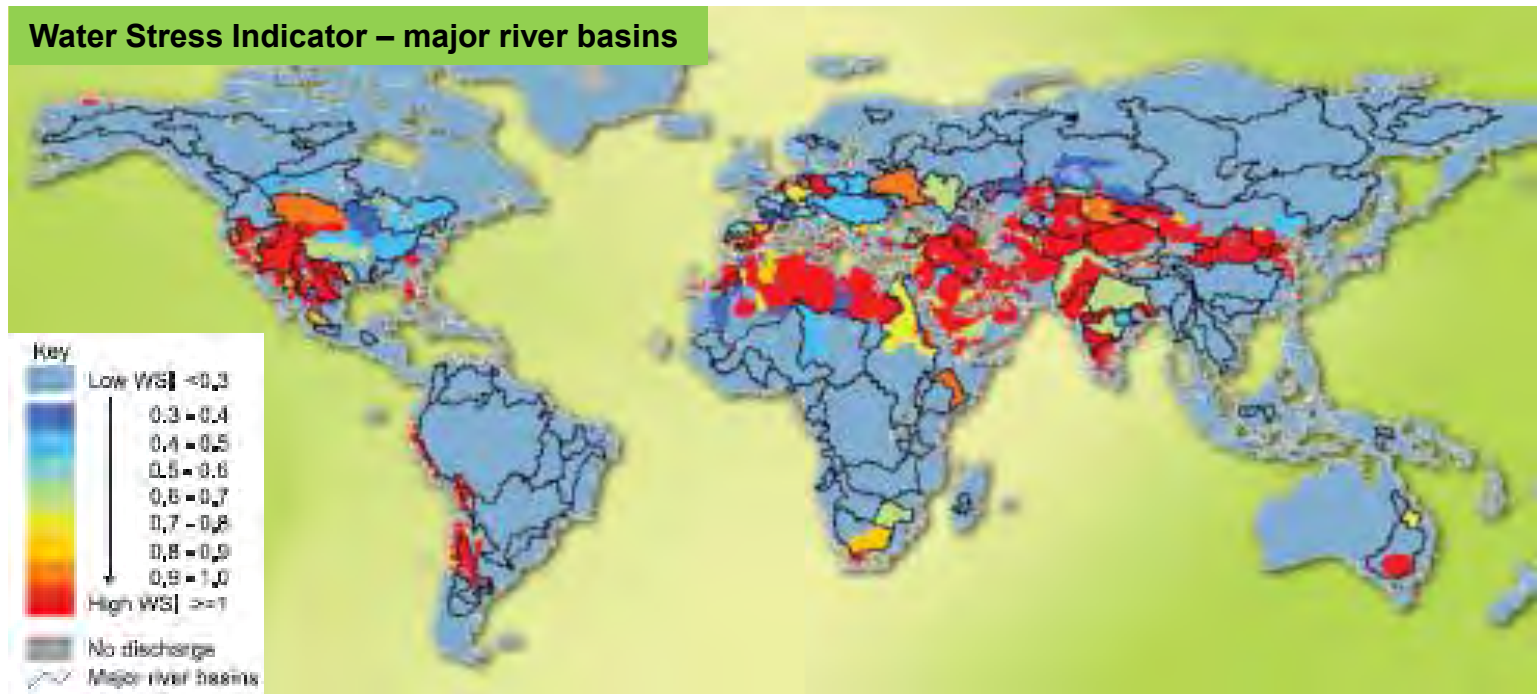 Water Stress Indicator – major river basins
Key
Low WSI <0.3
0.3 – 0.4
0.4 – 0.5
0.5 – 0.6
0.6 – 0.7
0.7 – 0.8
0.8 – 0.9
0.9 – 1.0
High WSI >=1
No discharge
Major river basins